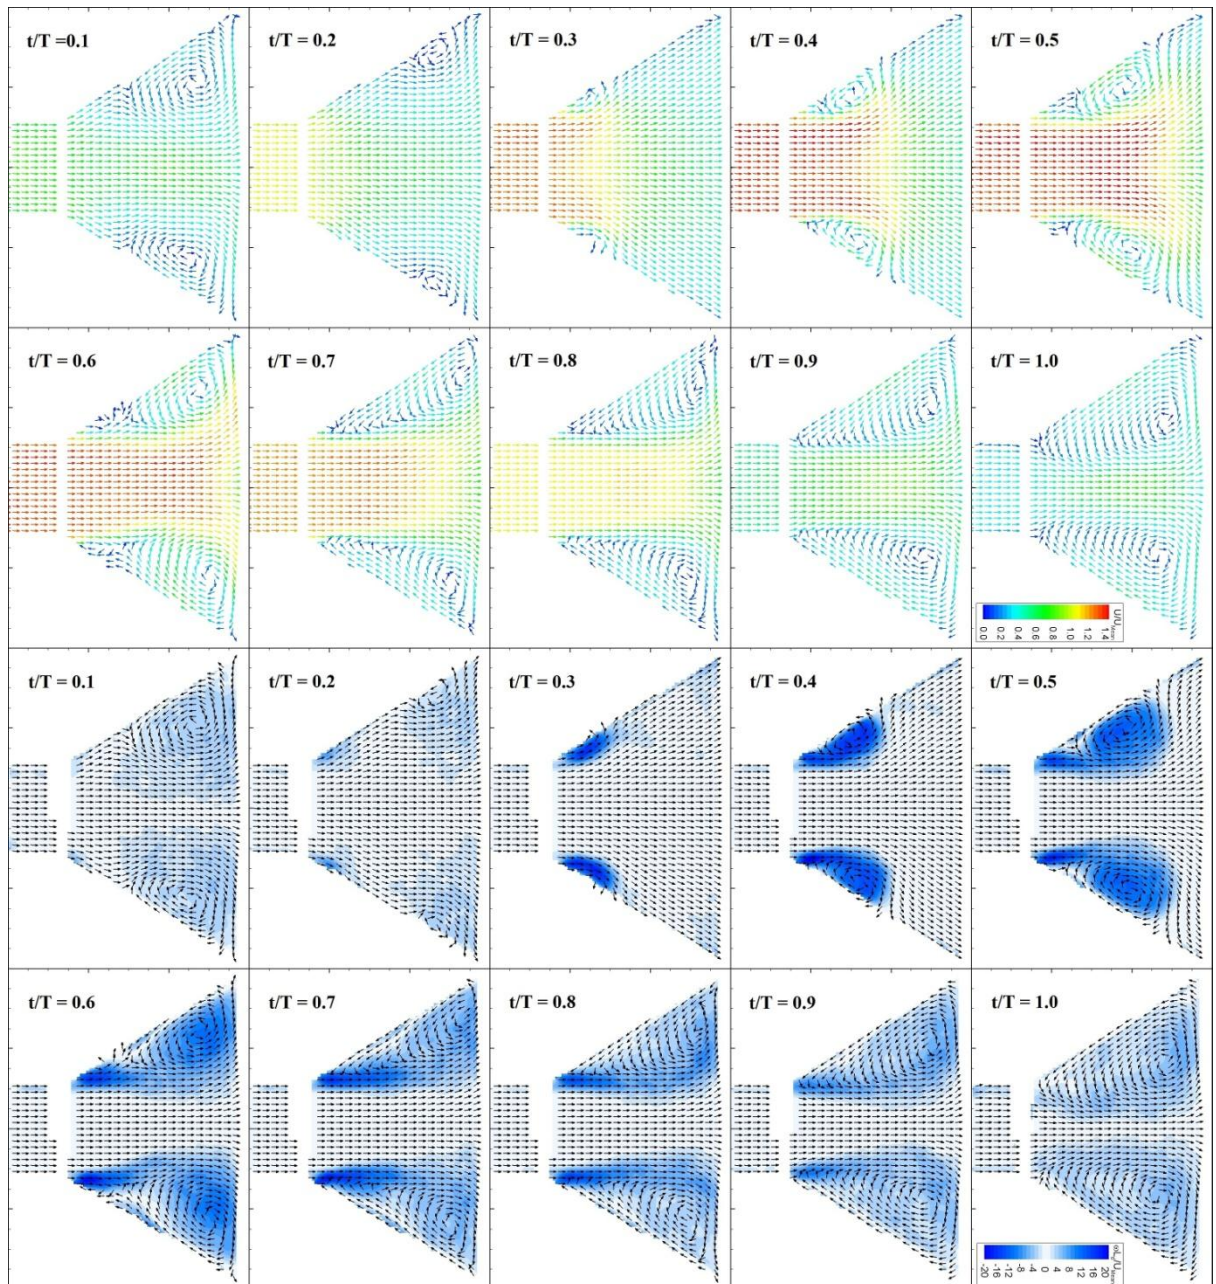 t/T =0.1
t/T = 0.2
t/T = 0.3
t/T = 0.4
t/T = 0.5
t/T = 0.6
t/T = 0.7
t/T = 0.8
t/T = 0.9
t/T = 1.0
U/U_Mean
0.0 0.2 0.4 0.6 0.8 1.0 1.2 1.4
t/T = 0.1
t/T = 0.2
t/T = 0.3
t/T = 0.4
t/T = 0.5
t/T = 0.6
t/T = 0.7
t/T = 0.8
t/T = 0.9
t/T = 1.0
-20 -16 -12 -8 -4 0 4 8 12 16 20